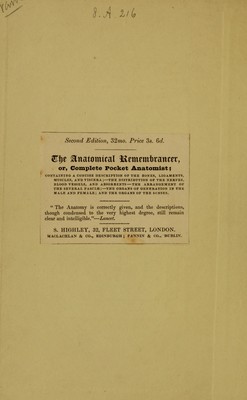 8. A 216
Second Edition, 32mo. Price 3s. 6d.
The Anatomical Remembrancer,
or, Complete Pocket Anatomist;
CONTAINING A CONCISE DESCRIPTION OF THE BONES, LIGAMENTS,
MUSCLES, AND VISCERA;—THE DISTRIBUTION OF THE NERVES,
BLOOD-VESSELS, AND ABSORBENTS—THE ARRANGEMENT OF
THE SEVERAL FASCIÆ;—THE ORGANS OF GENERATION IN THE
MALE AND FEMALE; AND THE ORGANS OF THE SENSES.
"The Anatomy is correctly given, and the descriptions,
though condensed to the very highest degree, still remain
clear and intelligible."—Lancet.
S. HIGHLEY, 32, FLEET STREET, LONDON.
MACLACHLAN & CO., EDINBURGH; FANNIN & CO., DUBLIN.